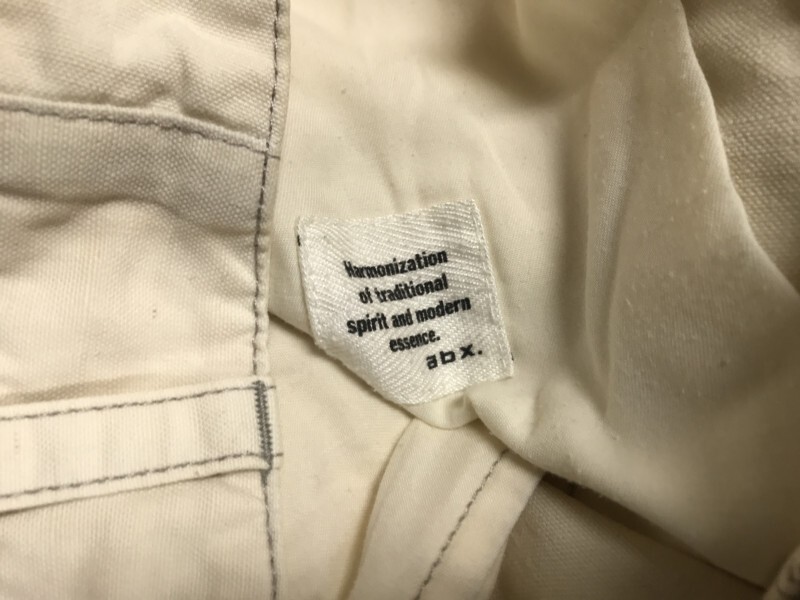 Harmonization
of traditional
spirit and modern
essence.
abx.